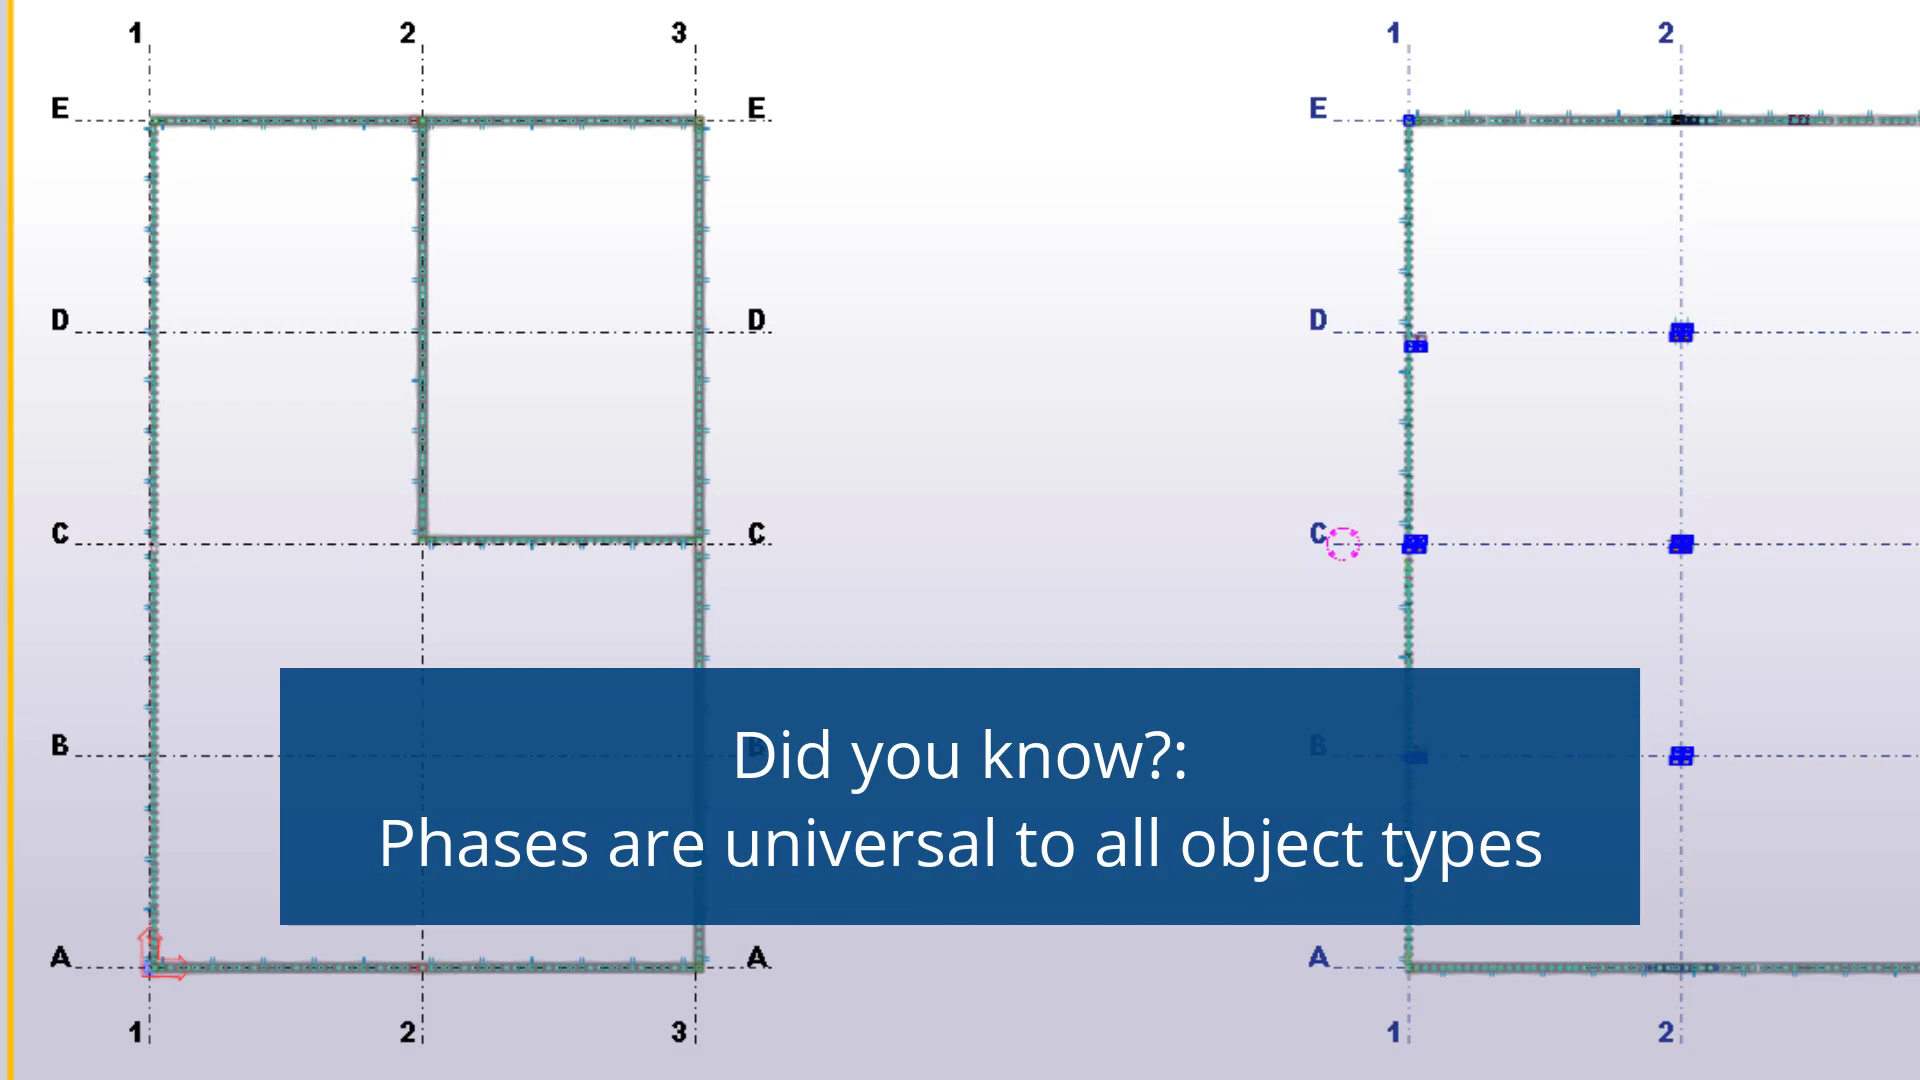 1 2 3 1 2
E E E
D D D
C C C
B B B
Did you know?:
Phases are universal to all object types
A A A
1 2 3 1 2